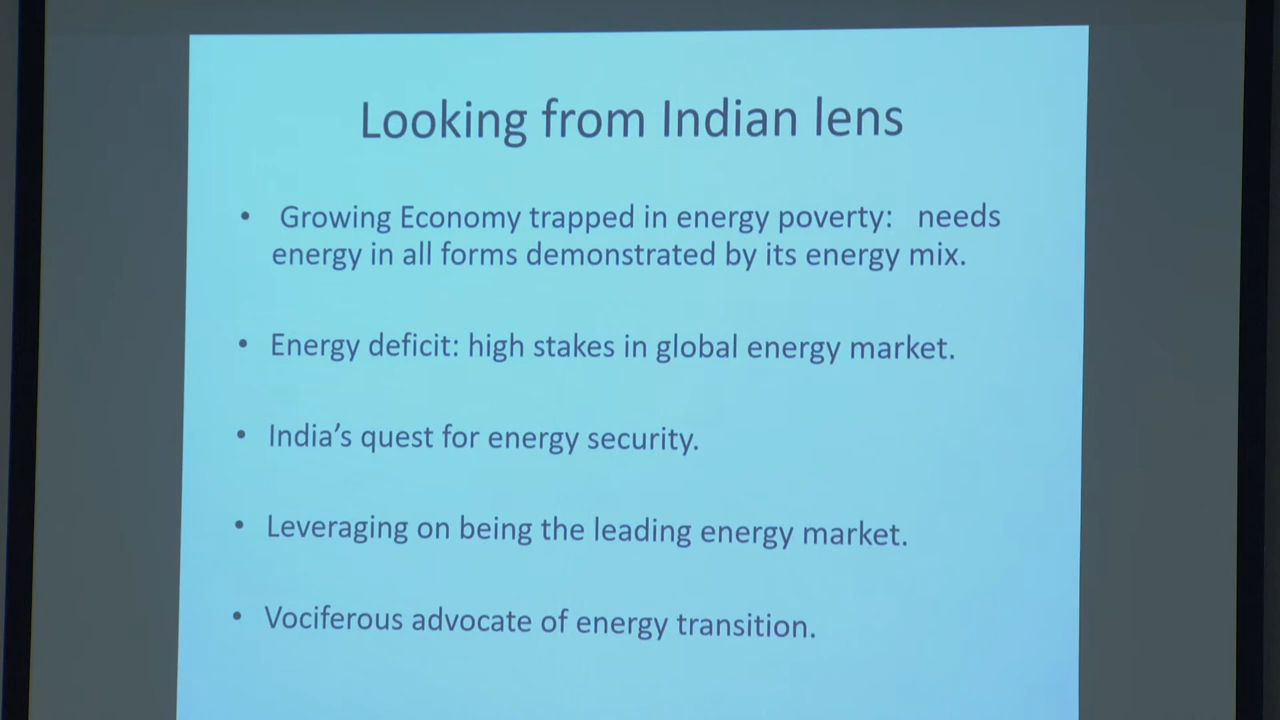 Looking from Indian lens
• Growing Economy trapped in energy poverty: needs
energy in all forms demonstrated by its energy mix.
• Energy deficit: high stakes in global energy market.
• India's quest for energy security.
• Leveraging on being the leading energy market.
• Vociferous advocate of energy transition.